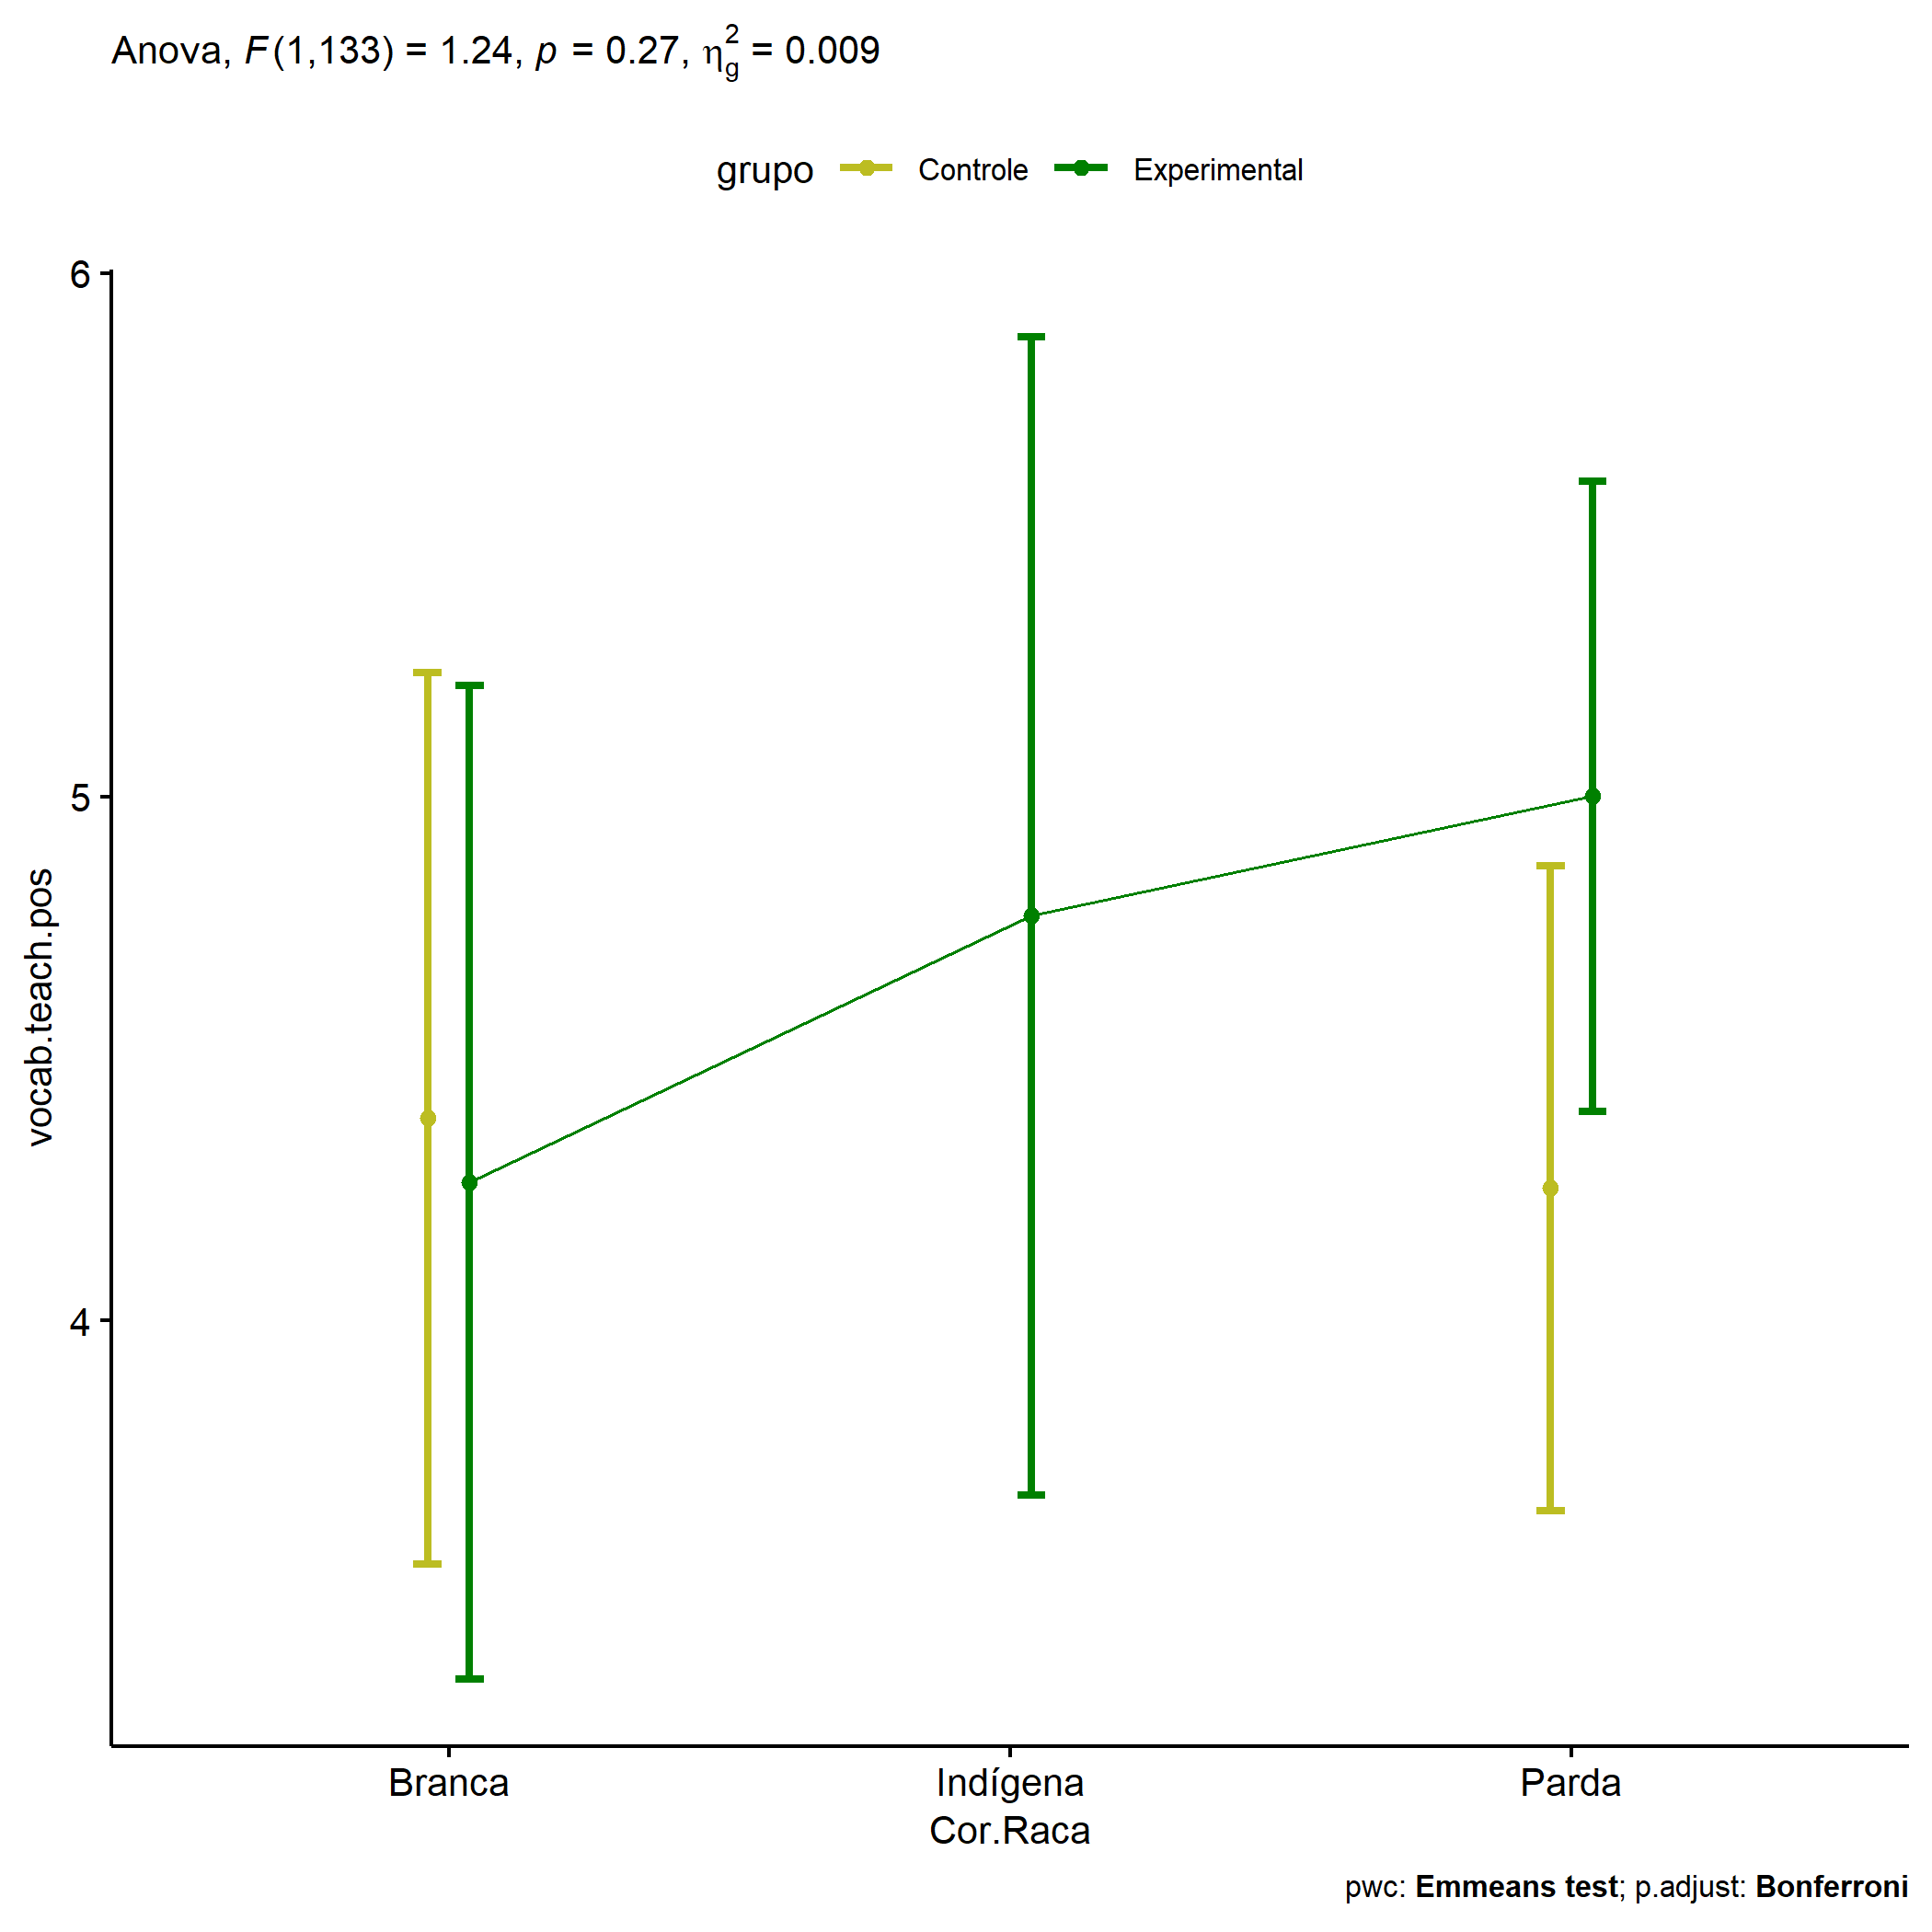 Anova, F(1,133) = 1.24, p = 0.27, η²g = 0.009
grupo Controle Experimental
6
5
4
vocab.teach.pos
Branca Indígena Parda
Cor.Raca
pwc: Emmeans test; p.adjust: Bonferroni